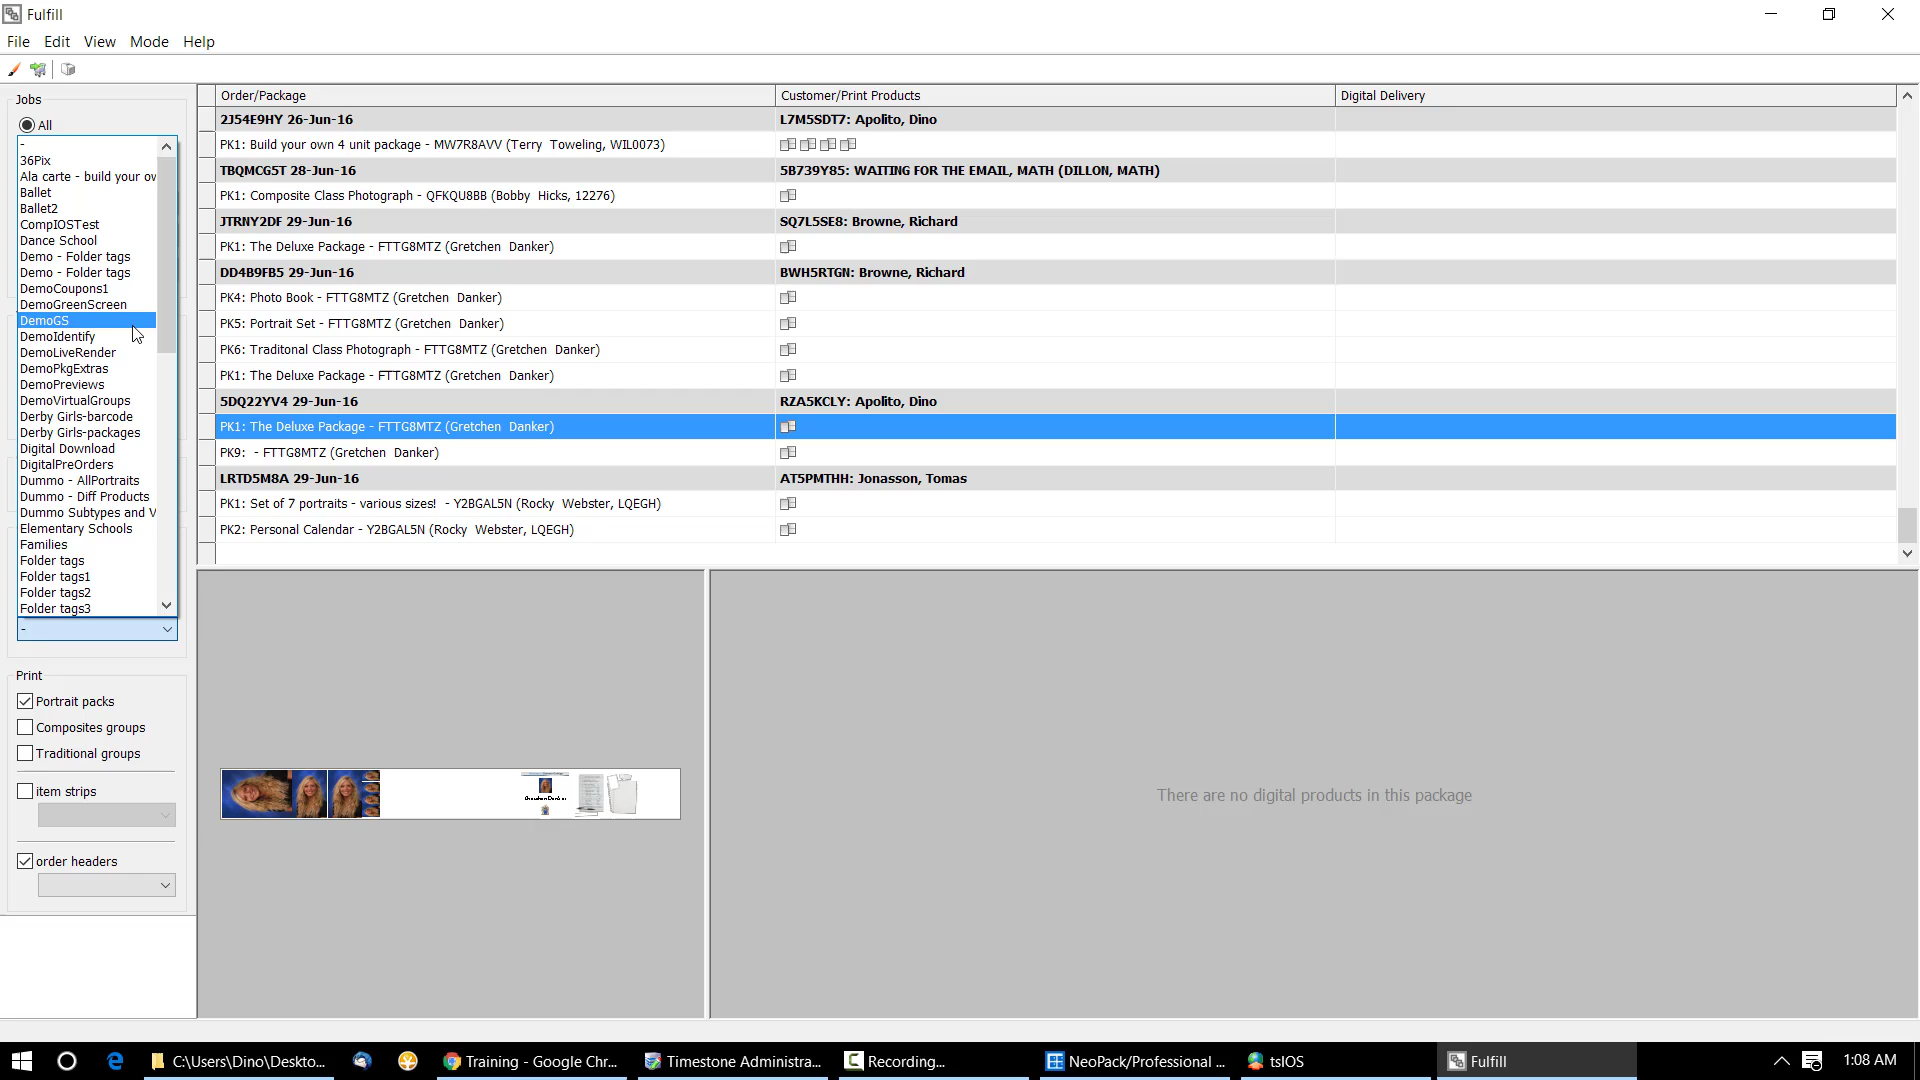 Fulfill
File Edit View Mode Help
Jobs
All
-
36Pix
Ala carte - build your ow
Ballet
Ballet2
CompIOSTest
Dance School
Demo - Folder tags
Demo - Folder tags
DemoCoupons1
DemoGreenScreen
DemoGS
DemoIdentify
DemoLiveRender
DemoPkgExtras
DemoPreviews
DemoVirtualGroups
Derby Girls-barcode
Derby Girls-packages
Digital Download
DigitalPreOrders
Dummo - AllPortraits
Dummo - Diff Products
Dummo Subtypes and V
Elementary Schools
Families
Folder tags
Folder tags1
Folder tags2
Folder tags3
-
Print
Portrait packs
Composites groups
Traditional groups
item strips
order headers
Order/Package Customer/Print Products Digital Delivery
2J54E9HY 26-Jun-16 L7M5SDT7: Apolito, Dino
PK1: Build your own 4 unit package - MW7R8AVV (Terry Toweling, WIL0073)
TBQMCG5T 28-Jun-16 5B739Y85: WAITING FOR THE EMAIL, MATH (DILLON, MATH)
PK1: Composite Class Photograph - QFKQU8BB (Bobby Hicks, 12276)
JTRNY2DF 29-Jun-16 SQ7L5SE8: Browne, Richard
PK1: The Deluxe Package - FTTG8MTZ (Gretchen Danker)
DD4B9FB5 29-Jun-16 BWH5RTGN: Browne, Richard
PK4: Photo Book - FTTG8MTZ (Gretchen Danker)
PK5: Portrait Set - FTTG8MTZ (Gretchen Danker)
PK6: Traditonal Class Photograph - FTTG8MTZ (Gretchen Danker)
PK1: The Deluxe Package - FTTG8MTZ (Gretchen Danker)
5DQ22YV4 29-Jun-16 RZA5KCLY: Apolito, Dino
PK1: The Deluxe Package - FTTG8MTZ (Gretchen Danker)
PK9: - FTTG8MTZ (Gretchen Danker)
LRTD5M8A 29-Jun-16 AT5PMTHH: Jonasson, Tomas
PK1: Set of 7 portraits - various sizes! - Y2BGAL5N (Rocky Webster, LQEGH)
PK2: Personal Calendar - Y2BGAL5N (Rocky Webster, LQEGH)
Gretchen Danker
There are no digital products in this package
C:\Users\Dino\Deskto... Training - Google Chr... Timestone Administra... Recording... NeoPack/Professional ... tsIOS Fulfill 1:08 AM